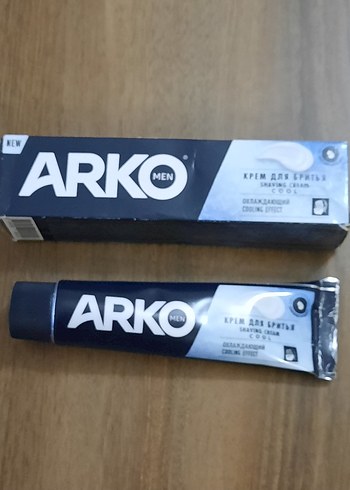 NEW
ARKO
MEN
КРЕМ ДЛЯ БРИТЬЯ
SHAVING CREAM
COOL
ОХЛАЖДАЮЩИЙ
COOLING EFFECT
ARKO
MEN
КРЕМ ДЛЯ БРИТЬЯ
SHAVING CREAM
COOL
ОХЛАЖДАЮЩИЙ
COOLING EFFECT